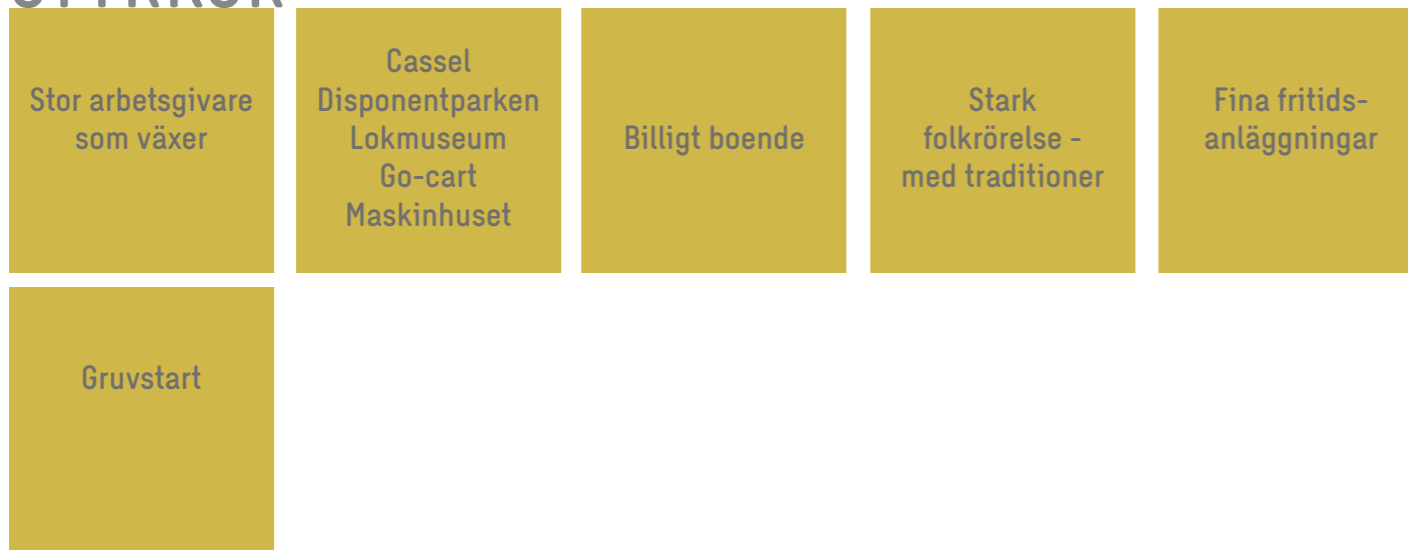 Stor arbetsgivare
som växer
Cassel
Disponentparken
Lokmuseum
Go-cart
Maskinhuset
Billigt boende
Stark
folkrörelse -
med traditioner
Fina fritids-
anläggningar
Gruvstart